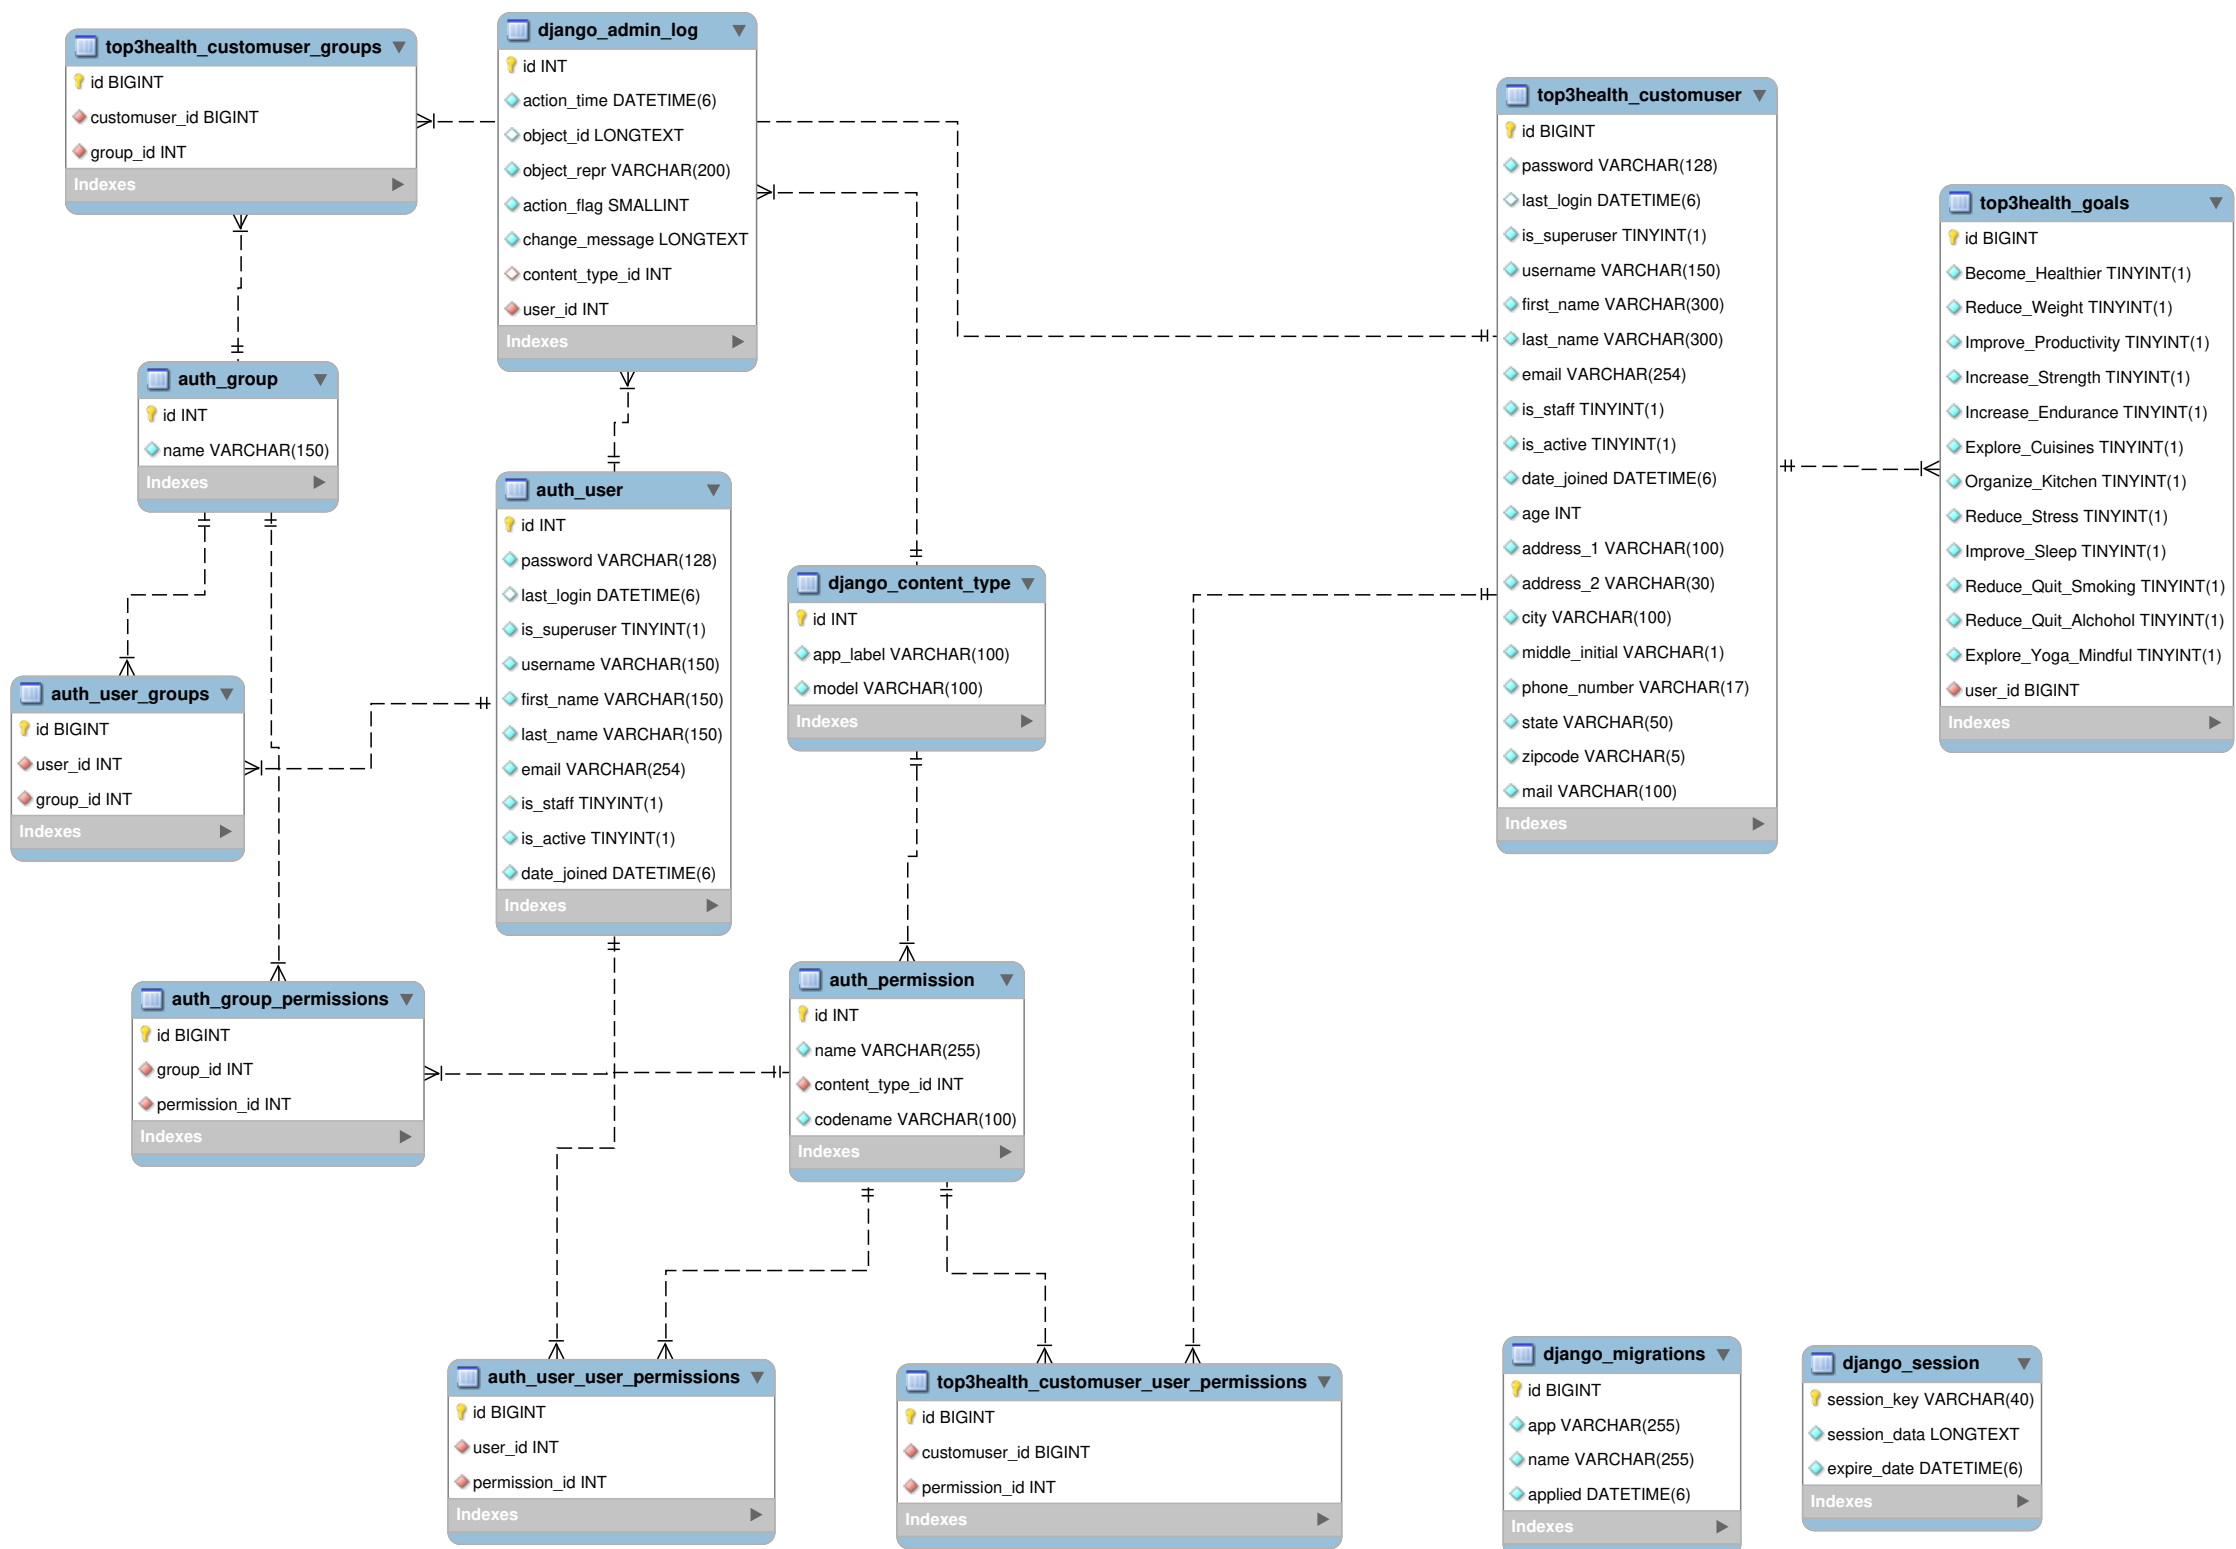 top3health_customuser_groups
id BIGINT
customuser_id BIGINT
group_id INT
Indexes
django_admin_log
id INT
action_time DATETIME(6)
object_id LONGTEXT
object_repr VARCHAR(200)
action_flag SMALLINT
change_message LONGTEXT
content_type_id INT
user_id INT
Indexes
top3health_customuser
id BIGINT
password VARCHAR(128)
last_login DATETIME(6)
is_superuser TINYINT(1)
username VARCHAR(150)
first_name VARCHAR(300)
last_name VARCHAR(300)
email VARCHAR(254)
is_staff TINYINT(1)
is_active TINYINT(1)
date_joined DATETIME(6)
age INT
address_1 VARCHAR(100)
address_2 VARCHAR(30)
city VARCHAR(100)
middle_initial VARCHAR(1)
phone_number VARCHAR(17)
state VARCHAR(50)
zipcode VARCHAR(5)
mail VARCHAR(100)
Indexes
top3health_goals
id BIGINT
Become_Healthier TINYINT(1)
Reduce_Weight TINYINT(1)
Improve_Productivity TINYINT(1)
Increase_Strength TINYINT(1)
Increase_Endurance TINYINT(1)
Explore_Cuisines TINYINT(1)
Organize_Kitchen TINYINT(1)
Reduce_Stress TINYINT(1)
Improve_Sleep TINYINT(1)
Reduce_Quit_Smoking TINYINT(1)
Reduce_Quit_Alchohol TINYINT(1)
Explore_Yoga_Mindful TINYINT(1)
user_id BIGINT
Indexes
auth_group
id INT
name VARCHAR(150)
Indexes
auth_user
id INT
password VARCHAR(128)
last_login DATETIME(6)
is_superuser TINYINT(1)
username VARCHAR(150)
first_name VARCHAR(150)
last_name VARCHAR(150)
email VARCHAR(254)
is_staff TINYINT(1)
is_active TINYINT(1)
date_joined DATETIME(6)
Indexes
django_content_type
id INT
app_label VARCHAR(100)
model VARCHAR(100)
Indexes
auth_user_groups
id BIGINT
user_id INT
group_id INT
Indexes
auth_group_permissions
id BIGINT
group_id INT
permission_id INT
Indexes
auth_permission
id INT
name VARCHAR(255)
content_type_id INT
codename VARCHAR(100)
Indexes
auth_user_user_permissions
id BIGINT
user_id INT
permission_id INT
Indexes
top3health_customuser_user_permissions
id BIGINT
customuser_id BIGINT
permission_id INT
Indexes
django_migrations
id BIGINT
app VARCHAR(255)
name VARCHAR(255)
applied DATETIME(6)
Indexes
django_session
session_key VARCHAR(40)
session_data LONGTEXT
expire_date DATETIME(6)
Indexes